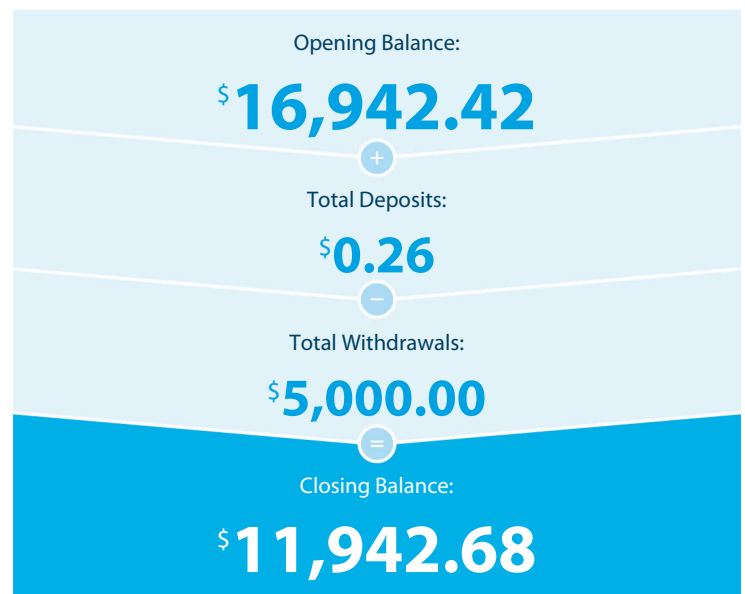 Opening Balance:
$16,942.42
+
Total Deposits:
$0.26
−
Total Withdrawals:
$5,000.00
=
Closing Balance:
$11,942.68